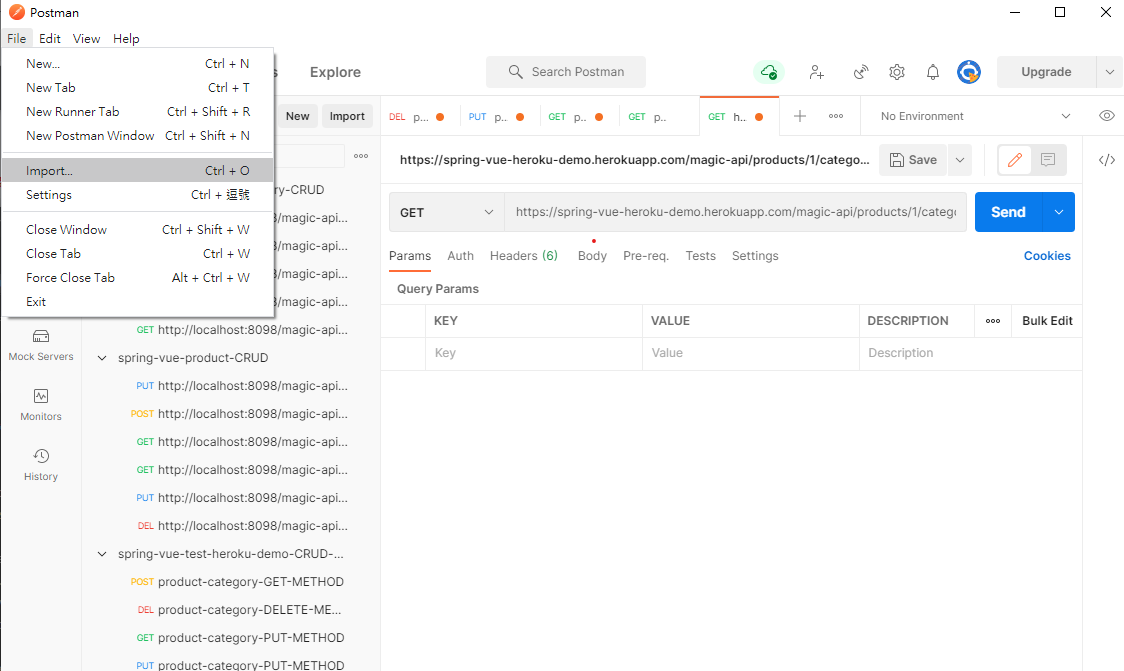 Postman
File Edit View Help
New... Ctrl + N
New Tab Ctrl + T
New Runner Tab Ctrl + Shift + R
New Postman Window Ctrl + Shift + N
Import... Ctrl + O
Settings Ctrl + 逗號
Close Window Ctrl + Shift + W
Close Tab Ctrl + W
Force Close Tab Alt + Ctrl + W
Exit
Explore
Search Postman
Upgrade
New Import
DEL p... PUT p.. GET p.. GET p.. GET h..
No Environment
https://spring-vue-heroku-demo.herokuapp.com/magic-api/products/1/catego...
Save
GET
https://spring-vue-heroku-demo.herokuapp.com/magic-api/products/1/categ
Send
Params Auth Headers (6) Body Pre-req. Tests Settings Cookies
Query Params
KEY VALUE DESCRIPTION Bulk Edit
Key Value Description
ry-CRUD
/magic-api...
/magic-api...
/magic-api...
/magic-api...
GET http://localhost:8098/magic-api...
Mock Servers
Monitors
History
spring-vue-product-CRUD
PUT http://localhost:8098/magic-api...
POST http://localhost:8098/magic-api...
GET http://localhost:8098/magic-api...
GET http://localhost:8098/magic-api...
PUT http://localhost:8098/magic-api...
DEL http://localhost:8098/magic-api...
spring-vue-test-heroku-demo-CRUD-...
POST product-category-GET-METHOD
DEL product-category-DELETE-ME...
GET product-category-PUT-METHOD
PUT product-category-PUT-METHOD